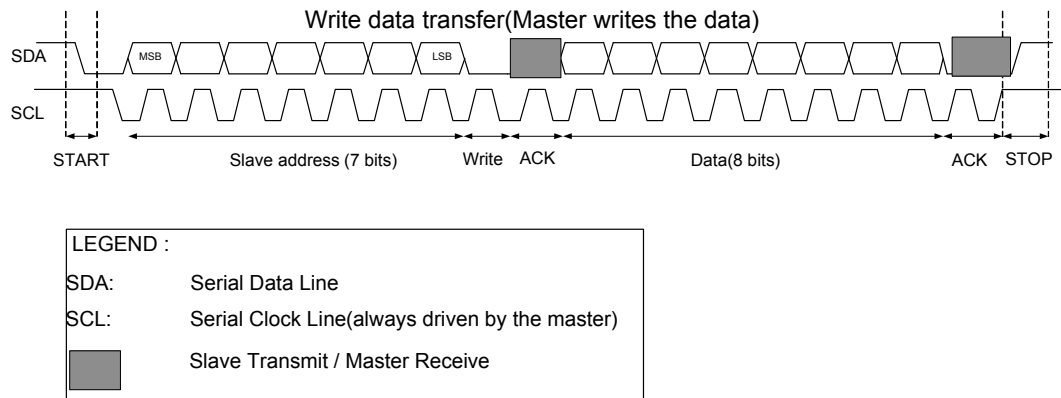 Write data transfer(Master writes the data)
SDA
MSB
LSB
SCL
START
Slave address (7 bits)
Write
ACK
Data(8 bits)
ACK
STOP
LEGEND :
SDA: Serial Data Line
SCL: Serial Clock Line(always driven by the master)
Slave Transmit / Master Receive